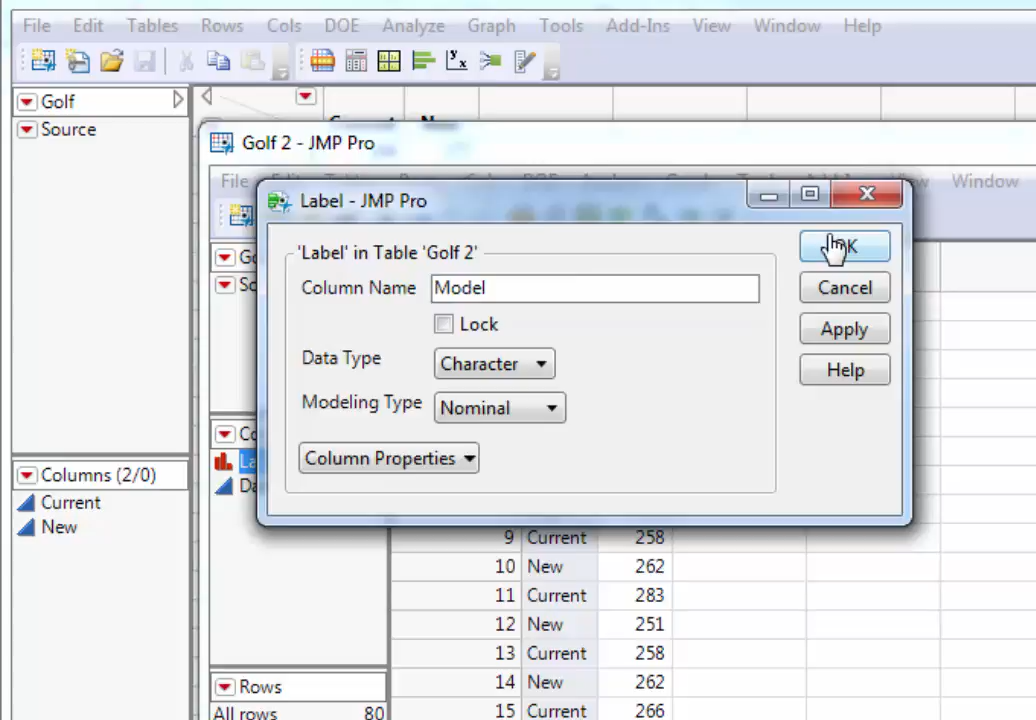 File Edit Tables Rows Cols DOE Analyze Graph Tools Add-Ins View Window Help
Golf
Source
Golf 2 - JMP Pro
File Window
Label - JMP Pro
'Label' in Table 'Golf 2'
OK
Column Name Model
Cancel
Lock
Apply
Data Type Character
Help
Modeling Type Nominal
Column Properties
Columns (2/0)
Current
New
9 Current 258
10 New 262
11 Current 283
12 New 251
13 Current 258
14 New 262
15 Current 266
Rows
All rows 80